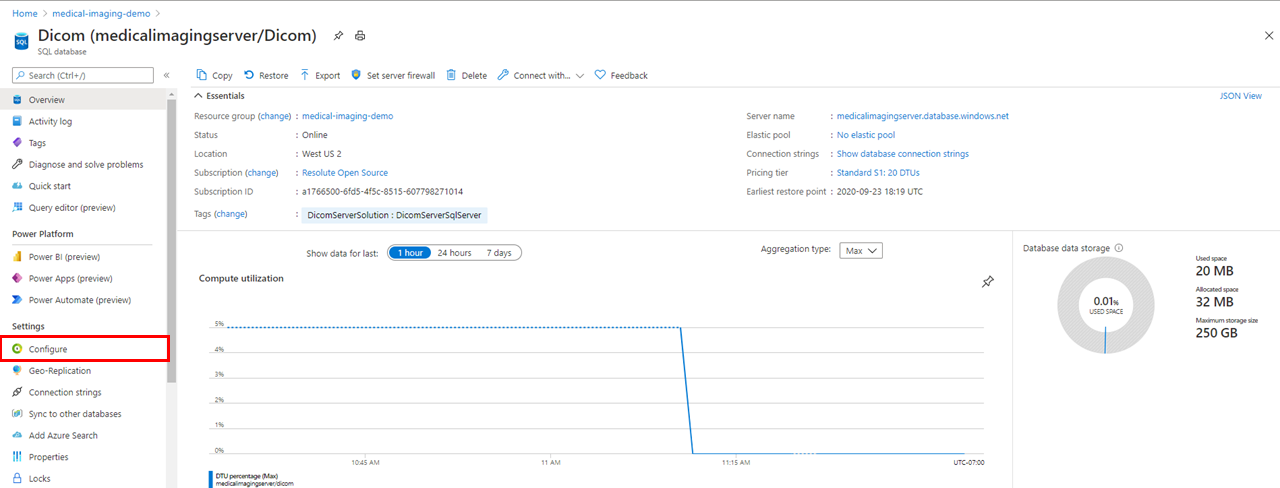 Home > medical-imaging-demo >
Dicom (medicalimagingserver/Dicom)
SQL
SQL database
Search (Ctrl+/)
«
Overview
Activity log
Tags
Diagnose and solve problems
Quick start
Query editor (preview)
Power Platform
Power BI (preview)
Power Apps (preview)
Power Automate (preview)
Settings
Configure
Geo-Replication
Connection strings
Sync to other databases
Add Azure Search
Properties
Locks
Copy Restore Export Set server firewall Delete Connect with... Feedback
Essentials JSON View
Resource group (change) : medical-imaging-demo
Status : Online
Location : West US 2
Subscription (change) : Resolute Open Source
Subscription ID : a1766500-6fd5-4f5c-8515-607798271014
Tags (change) : DicomServerSolution : DicomServerSqlServer
Server name : medicalimagingserver.database.windows.net
Elastic pool : No elastic pool
Connection strings : Show database connection strings
Pricing tier : Standard S1: 20 DTUs
Earliest restore point : 2020-09-23 18:19 UTC
Show data for last: 1 hour 24 hours 7 days Aggregation type: Max
Compute utilization
5%
4%
3%
2%
1%
0%
10:45 AM 11 AM 11:15 AM UTC-07:00
DTU percentage (Max)
medicalimagingserver/dicom
Database data storage
0.01%
USED SPACE
Used space
20 MB
Allocated space
32 MB
Maximum storage size
250 GB